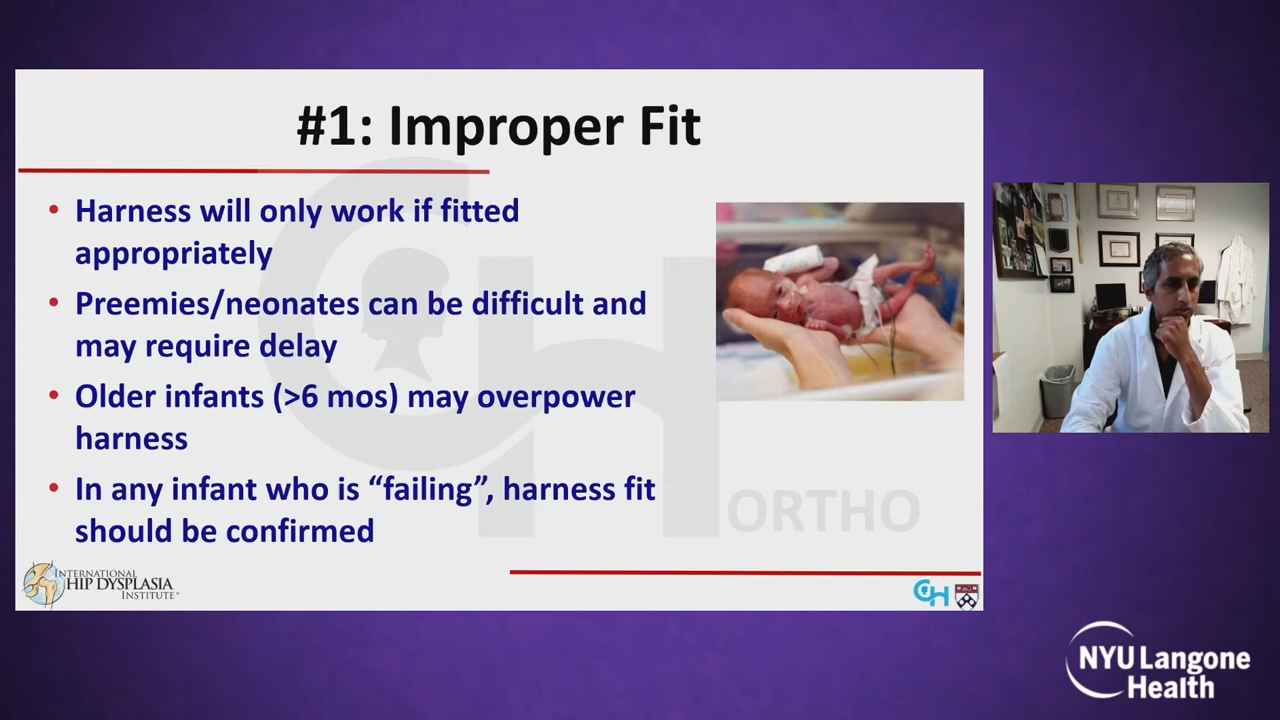 #1: Improper Fit
• Harness will only work if fitted
appropriately
• Preemies/neonates can be difficult and
may require delay
• Older infants (>6 mos) may overpower
harness
• In any infant who is “failing”, harness fit
should be confirmed
ORTHO
INTERNATIONAL
HIP DYSPLASIA
INSTITUTE
CH
NYU Langone
Health